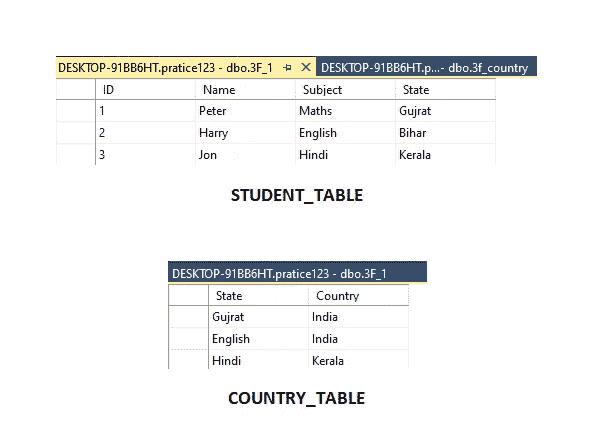 DESKTOP-91BB6HT.pratice123 - dbo.3F_1 DESKTOP-91BB6HT.p...- dbo.3f_country
ID Name Subject State
1 Peter Maths Gujrat
2 Harry English Bihar
3 Jon Hindi Kerala
STUDENT_TABLE
DESKTOP-91BB6HT.pratice123 - dbo.3F_1
State Country
Gujrat India
English India
Hindi Kerala
COUNTRY_TABLE